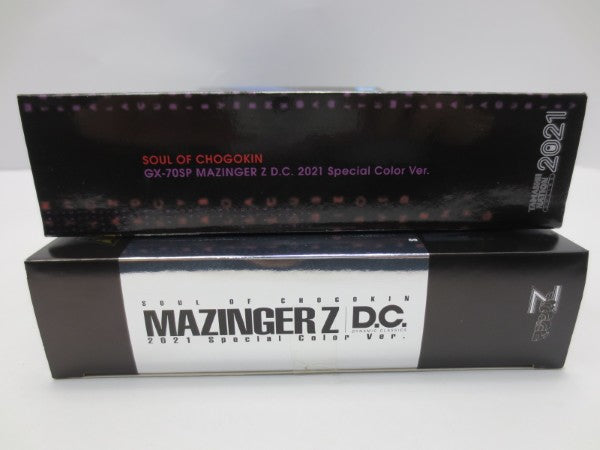 SOUL OF CHOGOKIN
GX-70SP MAZINGER Z D.C. 2021 Special Color Ver.
TAMASHII NATION
2021
SOUL OF CHOGOKIN
MAZINGER Z D.C.
DYNAMIC CLASSICS
2021 Special Color Ver.
Z